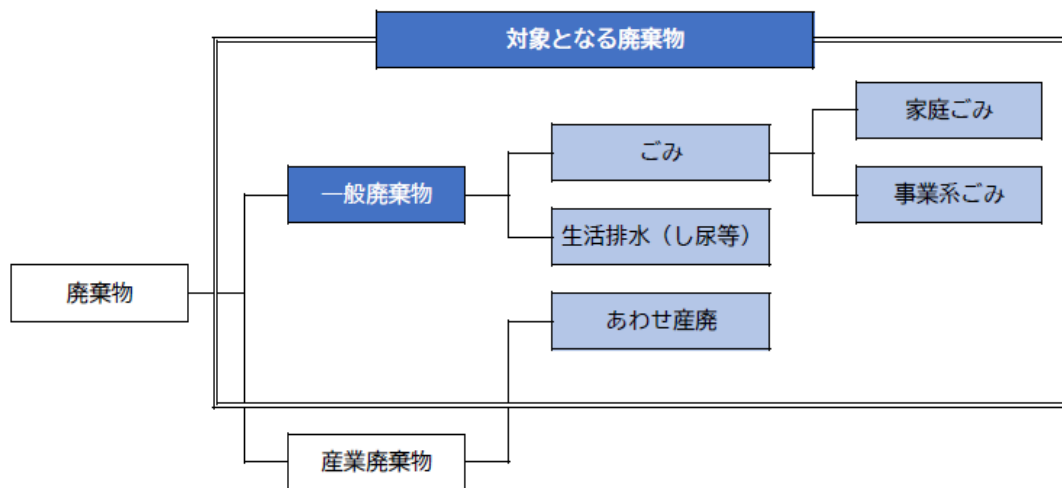 対象となる廃棄物
家庭ごみ
ごみ
一般廃棄物
事業系ごみ
生活排水（し尿等）
廃棄物
あわせ産廃
産業廃棄物